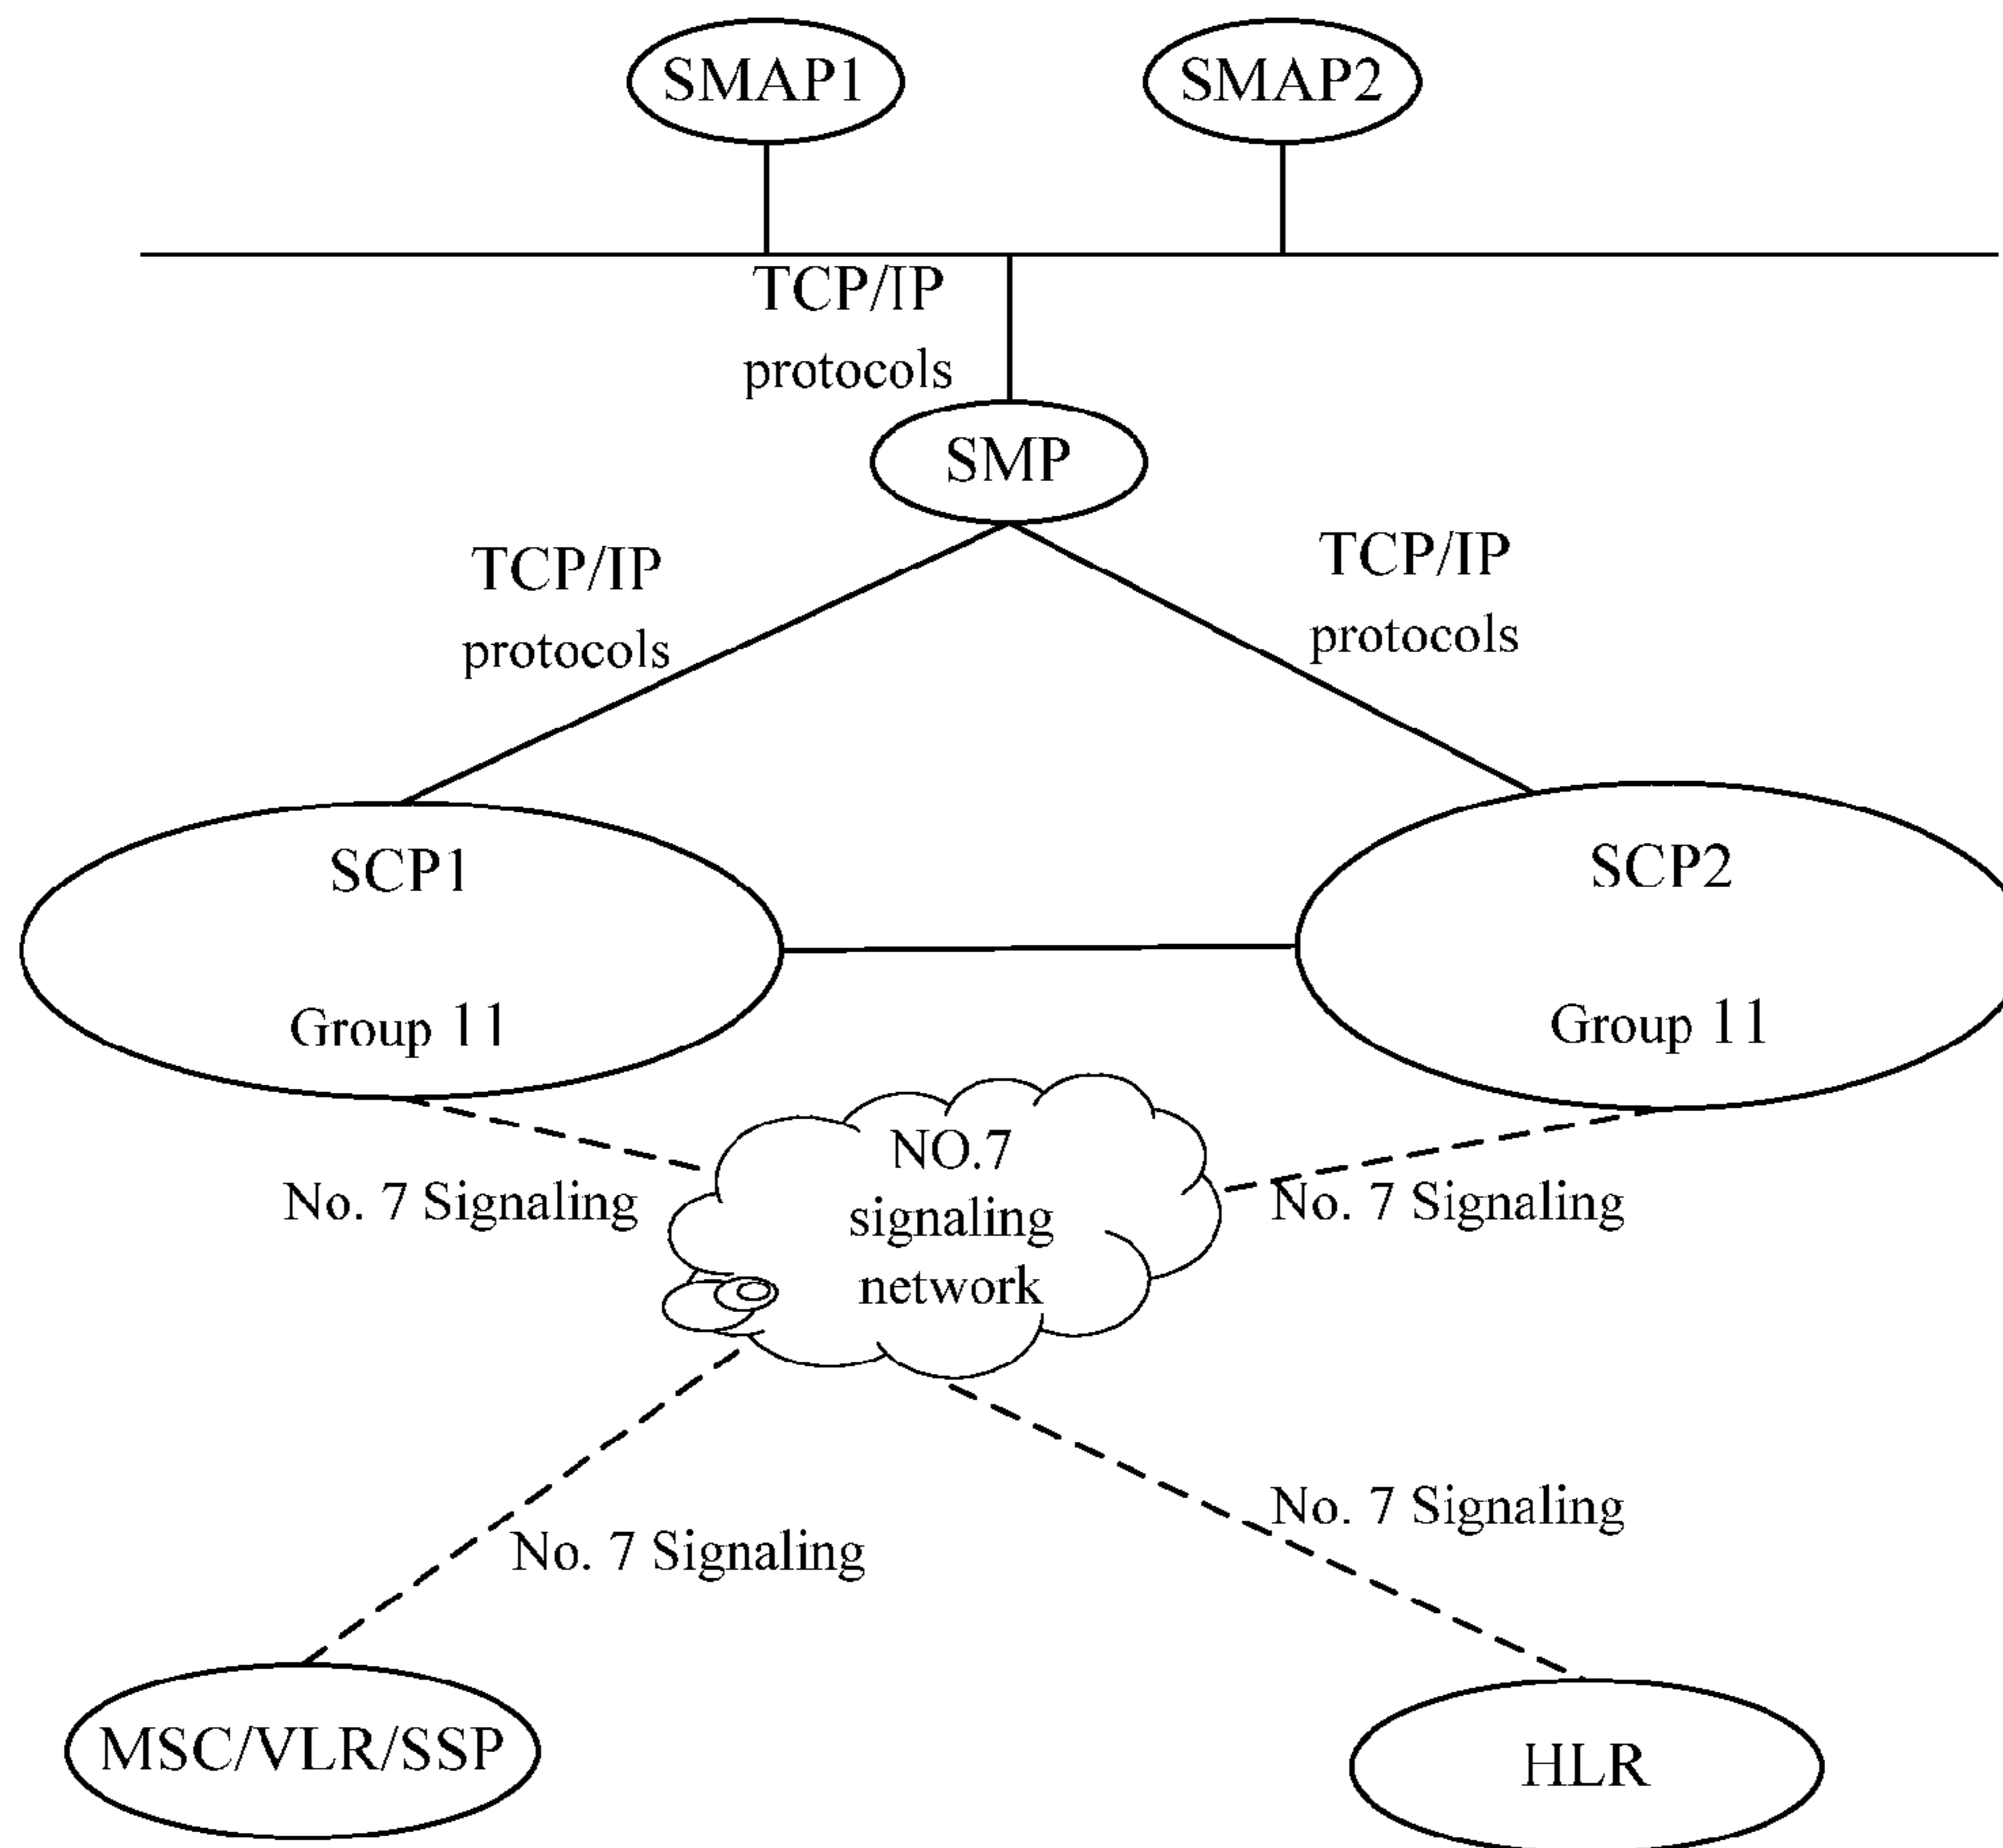 SMAP1
SMAP2
TCP/IP
protocols
SMP
TCP/IP
protocols
TCP/IP
protocols
SCP1
Group 11
SCP2
Group 11
NO.7
signaling
network
No. 7 Signaling
No. 7 Signaling
No. 7 Signaling
No. 7 Signaling
MSC/VLR/SSP
HLR